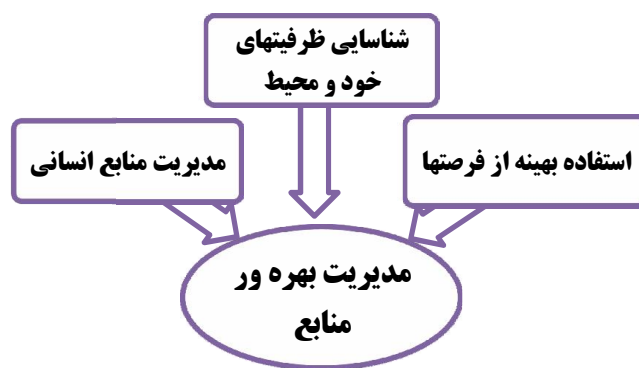 شناسایی ظرفیتهای
خود و محیط
استفاده بهینه از فرصتها
مدیریت منابع انسانی
مدیریت بهره ور
منابع